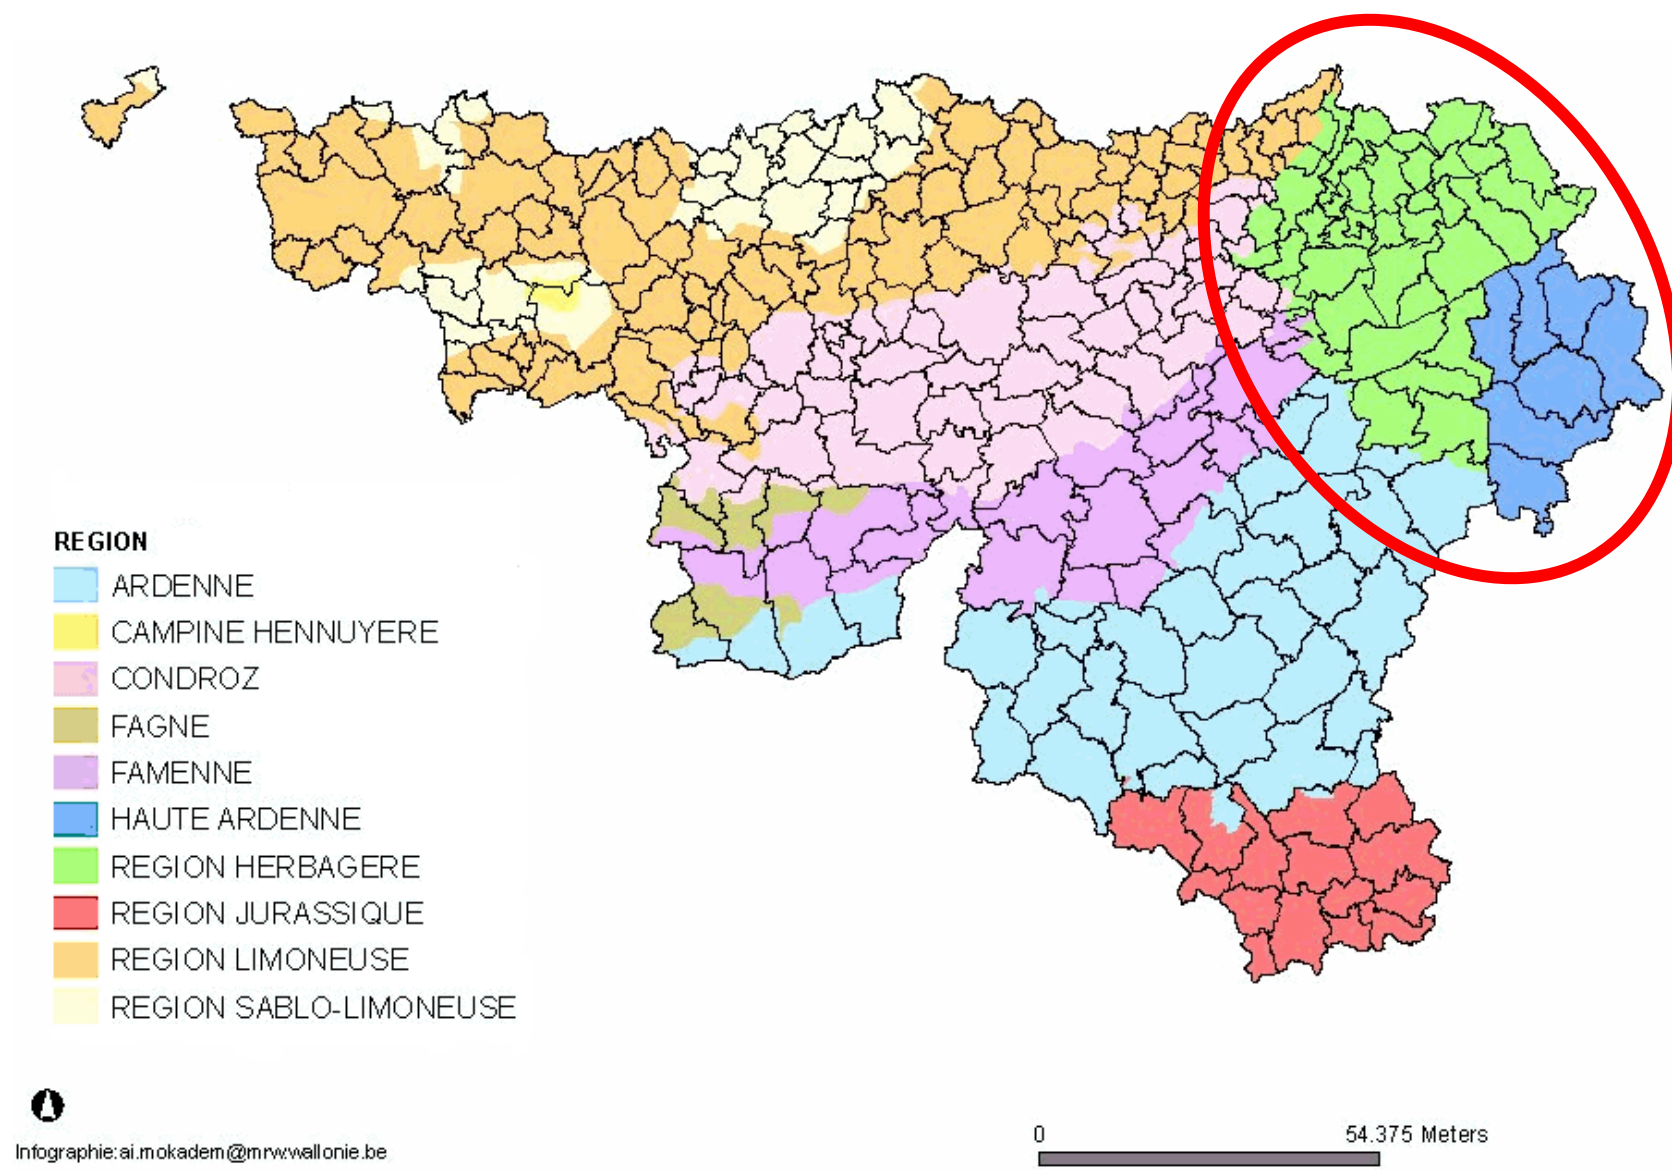 REGION
ARDENNE
CAMPINE HENNUYERE
CONDROZ
FAGNE
FAMENNE
HAUTE ARDENNE
REGION HERBAGERE
REGION JURASSIQUE
REGION LIMONEUSE
REGION SABLO-LIMONEUSE
0 54.375 Meters
Infographie:ai.mokadem@mrw.wallonie.be